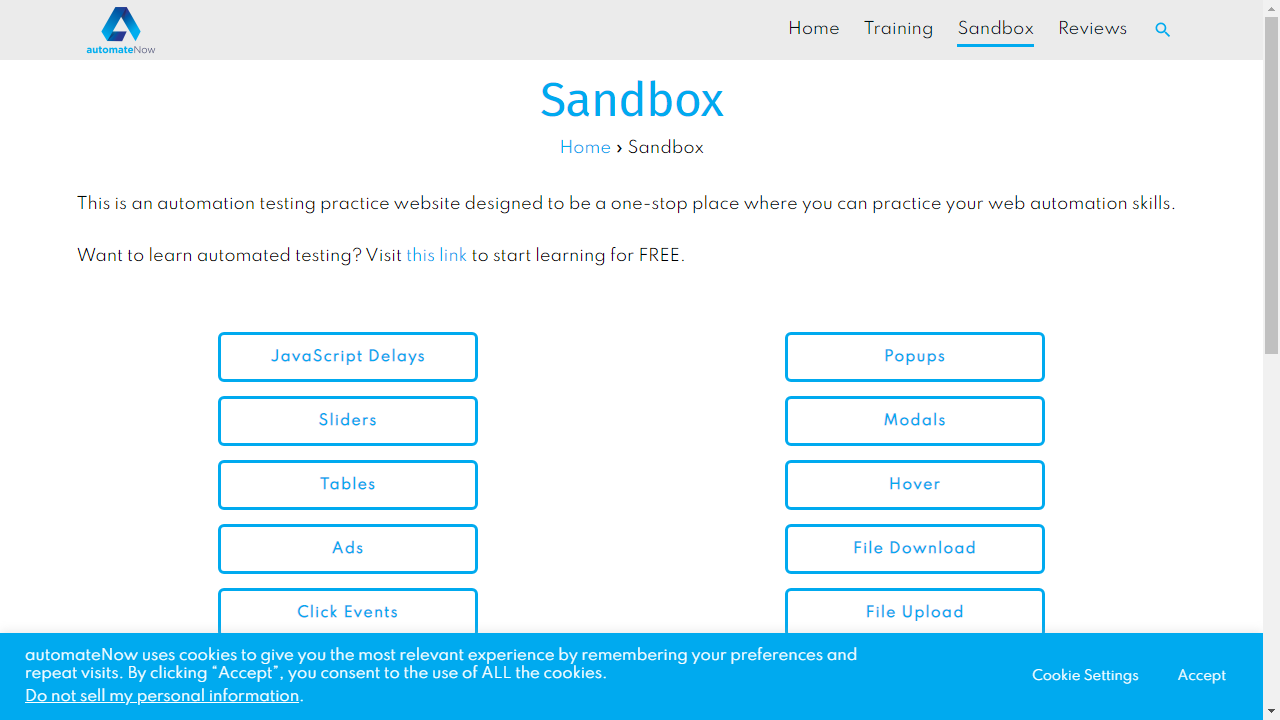 automateNow
Home Training Sandbox Reviews
Sandbox
Home » Sandbox
This is an automation testing practice website designed to be a one-stop place where you can practice your web automation skills.
Want to learn automated testing? Visit this link to start learning for FREE.
JavaScript Delays
Popups
Sliders
Modals
Tables
Hover
Ads
File Download
Click Events
File Upload
automateNow uses cookies to give you the most relevant experience by remembering your preferences and
repeat visits. By clicking “Accept”, you consent to the use of ALL the cookies.
Do not sell my personal information.
Cookie Settings
Accept